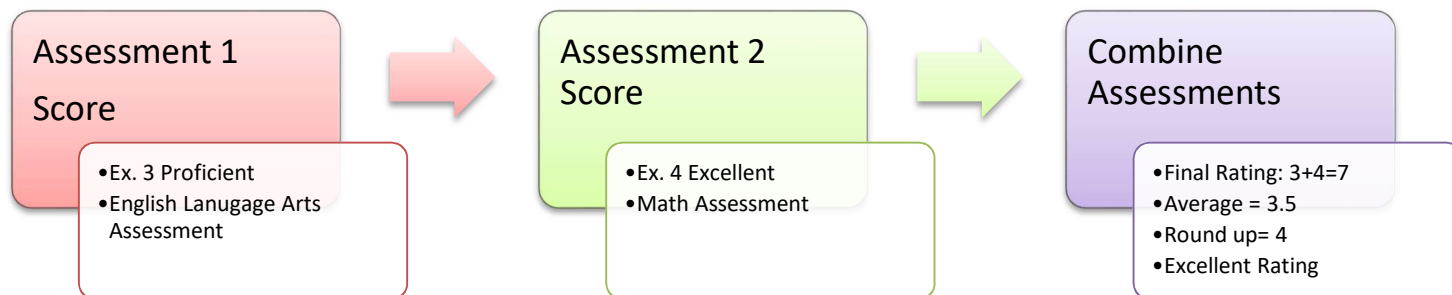 Assessment 1
Score
•Ex. 3 Proficient
•English Lanugage Arts
Assessment
Assessment 2
Score
•Ex. 4 Excellent
•Math Assessment
Combine
Assessments
•Final Rating: 3+4=7
•Average = 3.5
•Round up= 4
•Excellent Rating